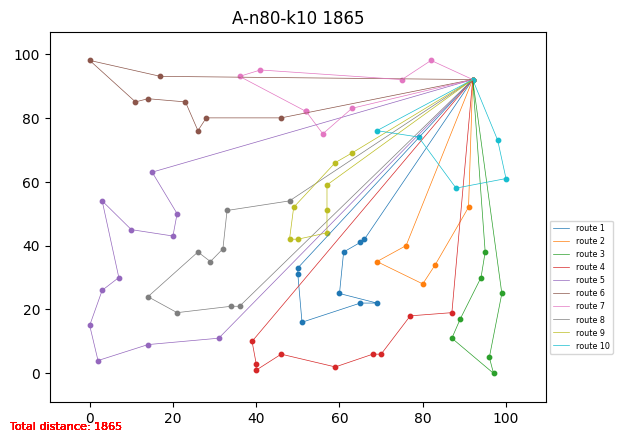 A-n80-k10 1865
100
80
60
40
20
0
0 20 40 60 80 100
route 1
route 2
route 3
route 4
route 5
route 6
route 7
route 8
route 9
route 10
Total distance: 1865